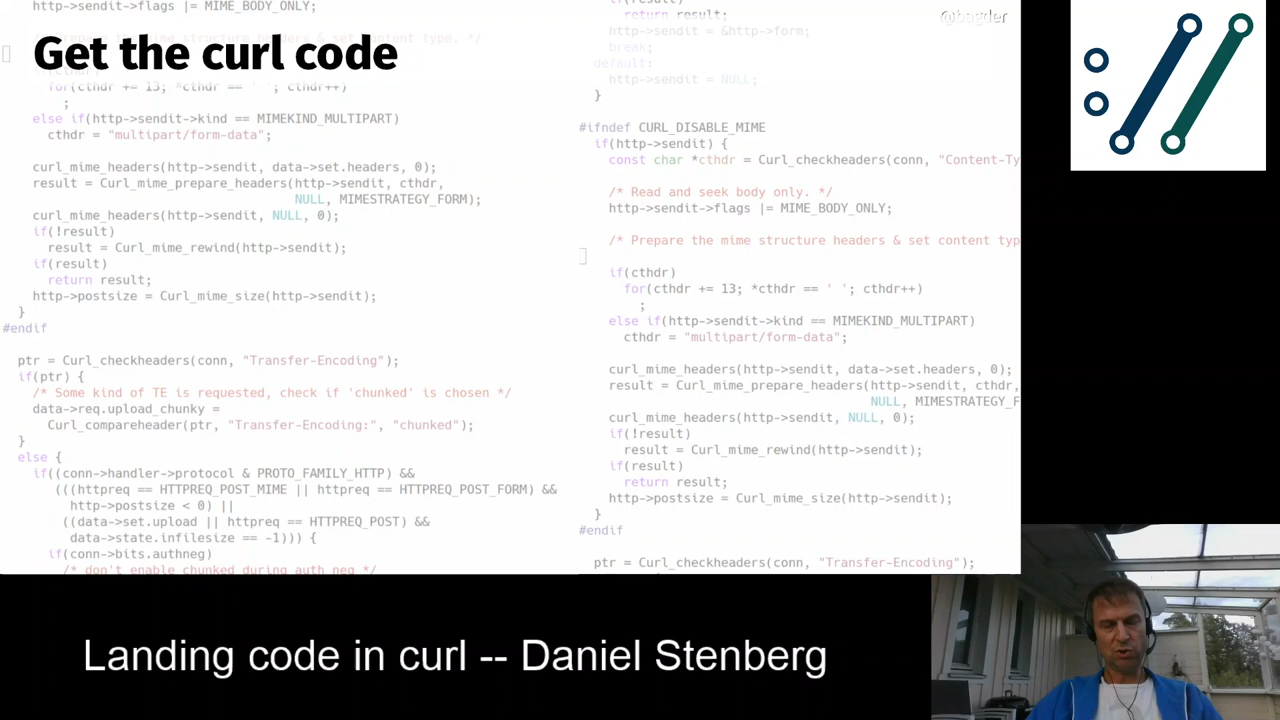 http->sendit->flags |= MIME_BODY_ONLY;
Get the curl code
for(cthdr += 13; *cthdr == ' '; cthdr++)
;
else if(http->sendit->kind == MIMEKIND_MULTIPART)
cthdr = "multipart/form-data";
curl_mime_headers(http->sendit, data->set.headers, 0);
result = Curl_mime_prepare_headers(http->sendit, cthdr,
NULL, MIMESTRATEGY_FORM);
curl_mime_headers(http->sendit, NULL, 0);
if(!result)
result = Curl_mime_rewind(http->sendit);
if(result)
return result;
http->postsize = Curl_mime_size(http->sendit);
}
#endif
ptr = Curl_checkheaders(conn, "Transfer-Encoding");
if(ptr) {
/* Some kind of TE is requested, check if 'chunked' is chosen */
data->req.upload_chunky =
Curl_compareheader(ptr, "Transfer-Encoding:", "chunked");
}
else {
if((conn->handler->protocol & PROTO_FAMILY_HTTP) &&
(((httpreq == HTTPREQ_POST_MIME || httpreq == HTTPREQ_POST_FORM) &&
http->postsize < 0) ||
((data->set.upload || httpreq == HTTPREQ_POST) &&
data->state.infilesize == -1))) {
if(conn->bits.authneg)
/* don't enable chunked during auth neg */
if(result)
return result;
@bagder
http->sendit = &http->form;
break;
default:
http->sendit = NULL;
}
#ifndef CURL_DISABLE_MIME
if(http->sendit) {
const char *cthdr = Curl_checkheaders(conn, "Content-Ty
/* Read and seek body only. */
http->sendit->flags |= MIME_BODY_ONLY;
/* Prepare the mime structure headers & set content typ
if(cthdr)
for(cthdr += 13; *cthdr == ' '; cthdr++)
;
else if(http->sendit->kind == MIMEKIND_MULTIPART)
cthdr = "multipart/form-data";
curl_mime_headers(http->sendit, data->set.headers, 0);
result = Curl_mime_prepare_headers(http->sendit, cthdr,
NULL, MIMESTRATEGY_F
curl_mime_headers(http->sendit, NULL, 0);
if(!result)
result = Curl_mime_rewind(http->sendit);
if(result)
return result;
http->postsize = Curl_mime_size(http->sendit);
}
#endif
ptr = Curl_checkheaders(conn, "Transfer-Encoding");
Landing code in curl -- Daniel Stenberg